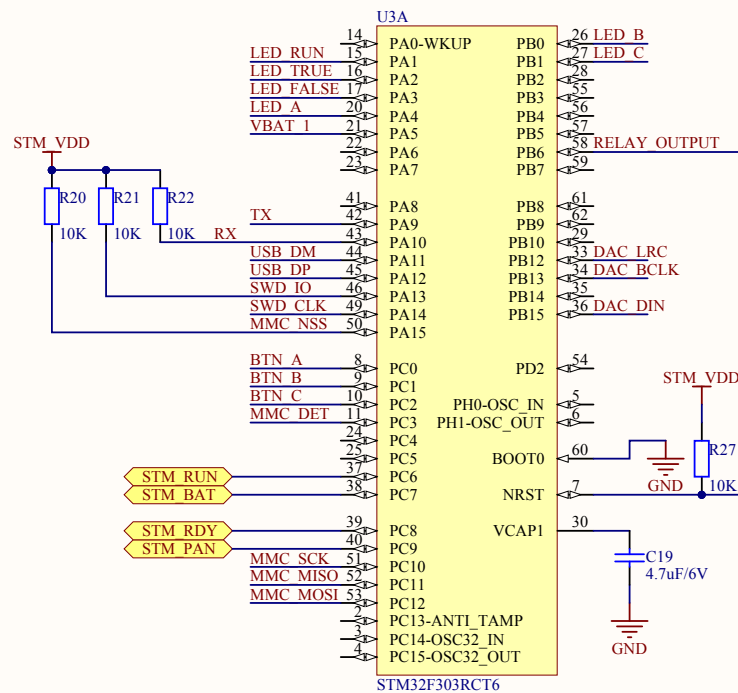 U3A
14 PA0-WKUP PB0 26 LED_B
LED_RUN 15 PA1 PB1 27 LED_C
LED_TRUE 16 PA2 PB2 28
LED_FALSE 17 PA3 PB3 55
LED_A 20 PA4 PB4 56
VBAT_1 21 PA5 PB5 57
22 PA6 PB6 58 RELAY_OUTPUT
23 PA7 PB7 59
STM_VDD
R20 R21 R22
10K 10K 10K
41 PA8 PB8 61
TX 42 PA9 PB9 62
RX 43 PA10 PB10 29
USB_DM 44 PA11 PB12 33 DAC_LRC
USB_DP 45 PA12 PB13 34 DAC_BCLK
SWD_IO 46 PA13 PB14 35
SWD_CLK 49 PA14 PB15 36 DAC_DIN
MMC_NSS 50 PA15
BTN_A 8 PC0 PD2 54
BTN_B 9 PC1
BTN_C 10 PC2 PH0-OSC_IN 5
MMC_DET 11 PC3 PH1-OSC_OUT 6
24 PC4
25 PC5 BOOT0 60
GND
STM_VDD
R27
10K
STM_RUN 37 PC6
STM_BAT 38 PC7 NRST 7
STM_RDY 39 PC8 VCAP1 30
STM_PAN 40 PC9
MMC_SCK 51 PC10
MMC_MISO 52 PC11
MMC_MOSI 53 PC12
2 PC13-ANTI_TAMP
3 PC14-OSC32_IN
4 PC15-OSC32_OUT
C19
4.7uF/6V
GND
STM32F303RCT6